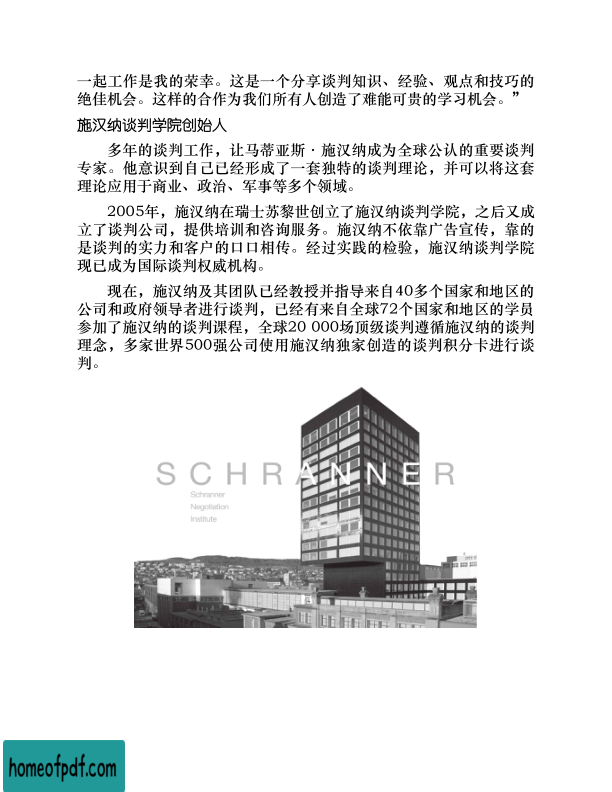 一起工作是我的荣幸。这是一个分享谈判知识、经验、观点和技巧的
绝佳机会。这样的合作为我们所有人创造了难能可贵的学习机会。”
施汉纳谈判学院创始人
多年的谈判工作，让马蒂亚斯·施汉纳成为全球公认的重要谈判
专家。他意识到自己已经形成了一套独特的谈判理论，并可以将这套
理论应用于商业、政治、军事等多个领域。
2005年，施汉纳在瑞士苏黎世创立了施汉纳谈判学院，之后又成
立了谈判公司，提供培训和咨询服务。施汉纳不依靠广告宣传，靠的
是谈判的实力和客户的口口相传。经过实践的检验，施汉纳谈判学院
现已成为国际谈判权威机构。
现在，施汉纳及其团队已经教授并指导来自40多个国家和地区的
公司和政府领导者进行谈判，已经有来自全球72个国家和地区的学员
参加了施汉纳的谈判课程，全球20 000场顶级谈判遵循施汉纳的谈判
理念，多家世界500强公司使用施汉纳独家创造的谈判积分卡进行谈
判。
SCHRANNER
Schranner
Negotiation
Institute
homeofpdf.com